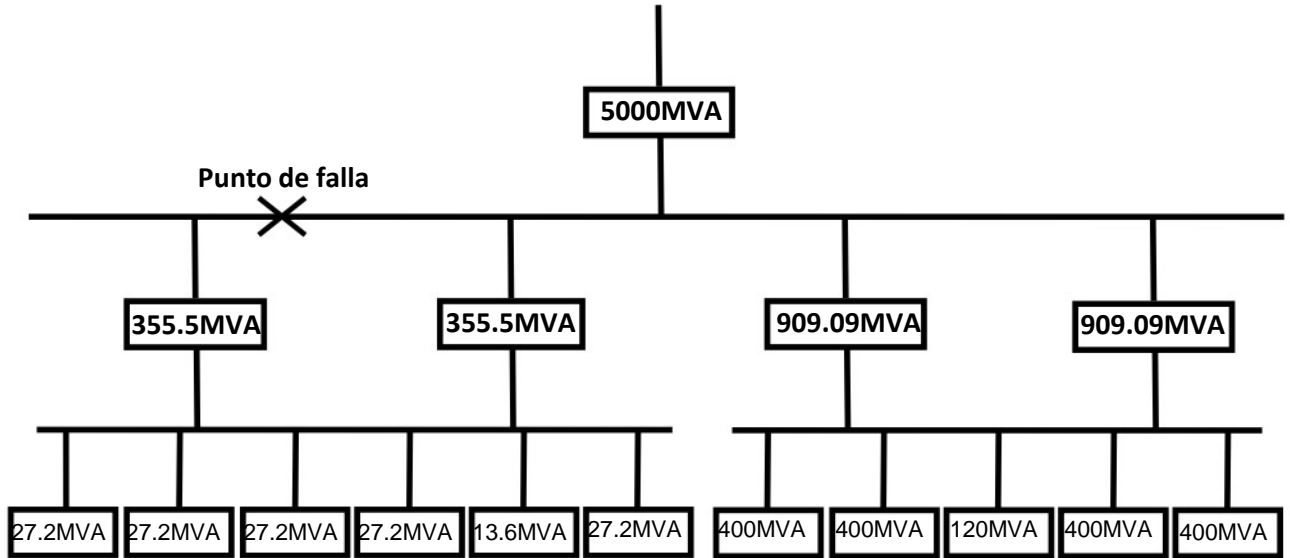 5000MVA
Punto de falla
355.5MVA 355.5MVA 909.09MVA 909.09MVA
27.2MVA 27.2MVA 27.2MVA 27.2MVA 13.6MVA 27.2MVA 400MVA 400MVA 120MVA 400MVA 400MVA